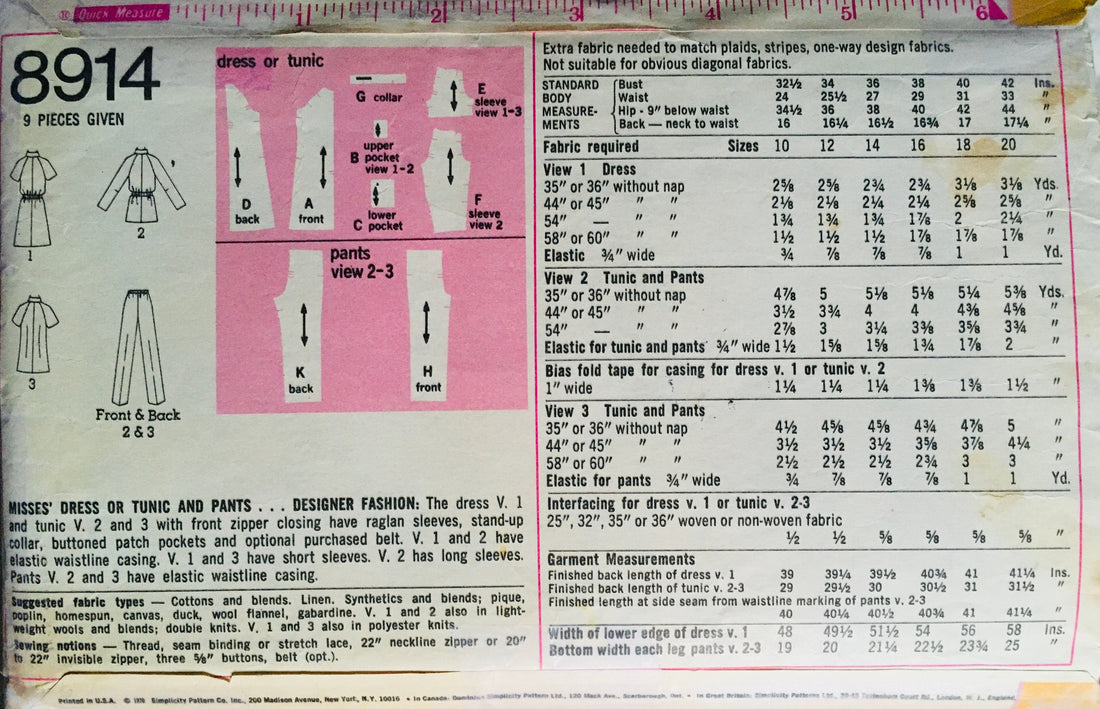 Quick Measure 1 2 3 4 5 6
8914
9 PIECES GIVEN
1
2
3
Front & Back
2 & 3
dress or tunic
G collar
E
sleeve
view 1-3
upper
B pocket
view 1-2
lower
C pocket
F
sleeve
view 2
D
back
A
front
pants
view 2-3
K
back
H
front
MISSES' DRESS OR TUNIC AND PANTS . . . DESIGNER FASHION: The dress V. 1
and tunic V. 2 and 3 with front zipper closing have raglan sleeves, stand-up
collar, buttoned patch pockets and optional purchased belt. V. 1 and 2 have
elastic waistline casing. V. 1 and 3 have short sleeves. V. 2 has long sleeves.
Pants V. 2 and 3 have elastic waistline casing.
Suggested fabric types — Cottons and blends. Linen. Synthetics and blends; pique,
poplin, homespun, canvas, duck, wool flannel, gabardine. V. 1 and 2 also in light-
weight wools and blends; double knits. V. 1 and 3 also in polyester knits.
Sewing notions — Thread, seam binding or stretch lace, 22" neckline zipper or 20"
to 22" invisible zipper, three ⅝" buttons, belt (opt.).
Extra fabric needed to match plaids, stripes, one-way design fabrics.
Not suitable for obvious diagonal fabrics.
STANDARD Bust 32½ 34 36 38 40 42 Ins.
BODY Waist 24 25½ 27 29 31 33 "
MEASURE- Hip - 9" below waist 34½ 36 38 40 42 44 "
MENTS Back — neck to waist 16 16¼ 16½ 16¾ 17 17¼ "
Fabric required Sizes 10 12 14 16 18 20
View 1 Dress
35" or 36" without nap 2⅝ 2⅝ 2¾ 2¾ 3⅛ 3⅛ Yds.
44" or 45" " " 2⅛ 2⅛ 2¼ 2¼ 2⅝ 2⅝ "
54" — " " 1¾ 1¾ 1¾ 1⅞ 2 2¼ "
58" or 60" " " 1½ 1½ 1½ 1⅞ 1⅞ 1⅞ "
Elastic ¾" wide ¾ ⅞ ⅞ ⅞ 1 1 Yd.
View 2 Tunic and Pants
35" or 36" without nap 4⅞ 5 5⅛ 5⅛ 5¼ 5⅜ Yds.
44" or 45" " " 3½ 3¾ 4 4 4⅜ 4⅝ "
54" — " " 2⅞ 3 3¼ 3⅜ 3⅝ 3¾ "
Elastic for tunic and pants ¾" wide 1½ 1⅝ 1⅝ 1¾ 1⅞ 2 "
Bias fold tape for casing for dress v. 1 or tunic v. 2
1" wide 1¼ 1¼ 1¼ 1⅜ 1⅜ 1½ "
View 3 Tunic and Pants
35" or 36" without nap 4½ 4⅝ 4⅝ 4¾ 4⅞ 5 "
44" or 45" " " 3½ 3½ 3½ 3⅝ 3⅞ 4¼ "
58" or 60" " " 2½ 2½ 2½ 2¾ 3 3 "
Elastic for pants ¾" wide ¾ ⅞ ⅞ ⅞ 1 1 Yd.
Interfacing for dress v. 1 or tunic v. 2-3
25", 32", 35" or 36" woven or non-woven fabric
½ ½ ⅝ ⅝ ⅝ ⅝ "
Garment Measurements
Finished back length of dress v. 1 39 39¼ 39½ 40¾ 41 41¼ Ins.
Finished back length of tunic v. 2-3 29 29½ 30 30½ 31 31½ "
Finished length at side seam from waistline marking of pants v. 2-3
40 40¼ 40½ 40¾ 41 41¼ "
Width of lower edge of dress v. 1 48 49½ 51½ 54 56 58 Ins.
Bottom width each leg pants v. 2-3 19 20 21¼ 22½ 23¾ 25 "
Printed in U.S.A. © 1970 Simplicity Pattern Co. Inc., 200 Madison Avenue, New York, N.Y. 10016 • In Canada: Dominion Simplicity Pattern Ltd., 120 Mack Ave., Scarborough, Ont. • In Great Britain: Simplicity Patterns Ltd., Tottenham Court Rd., London, W. 1., England.